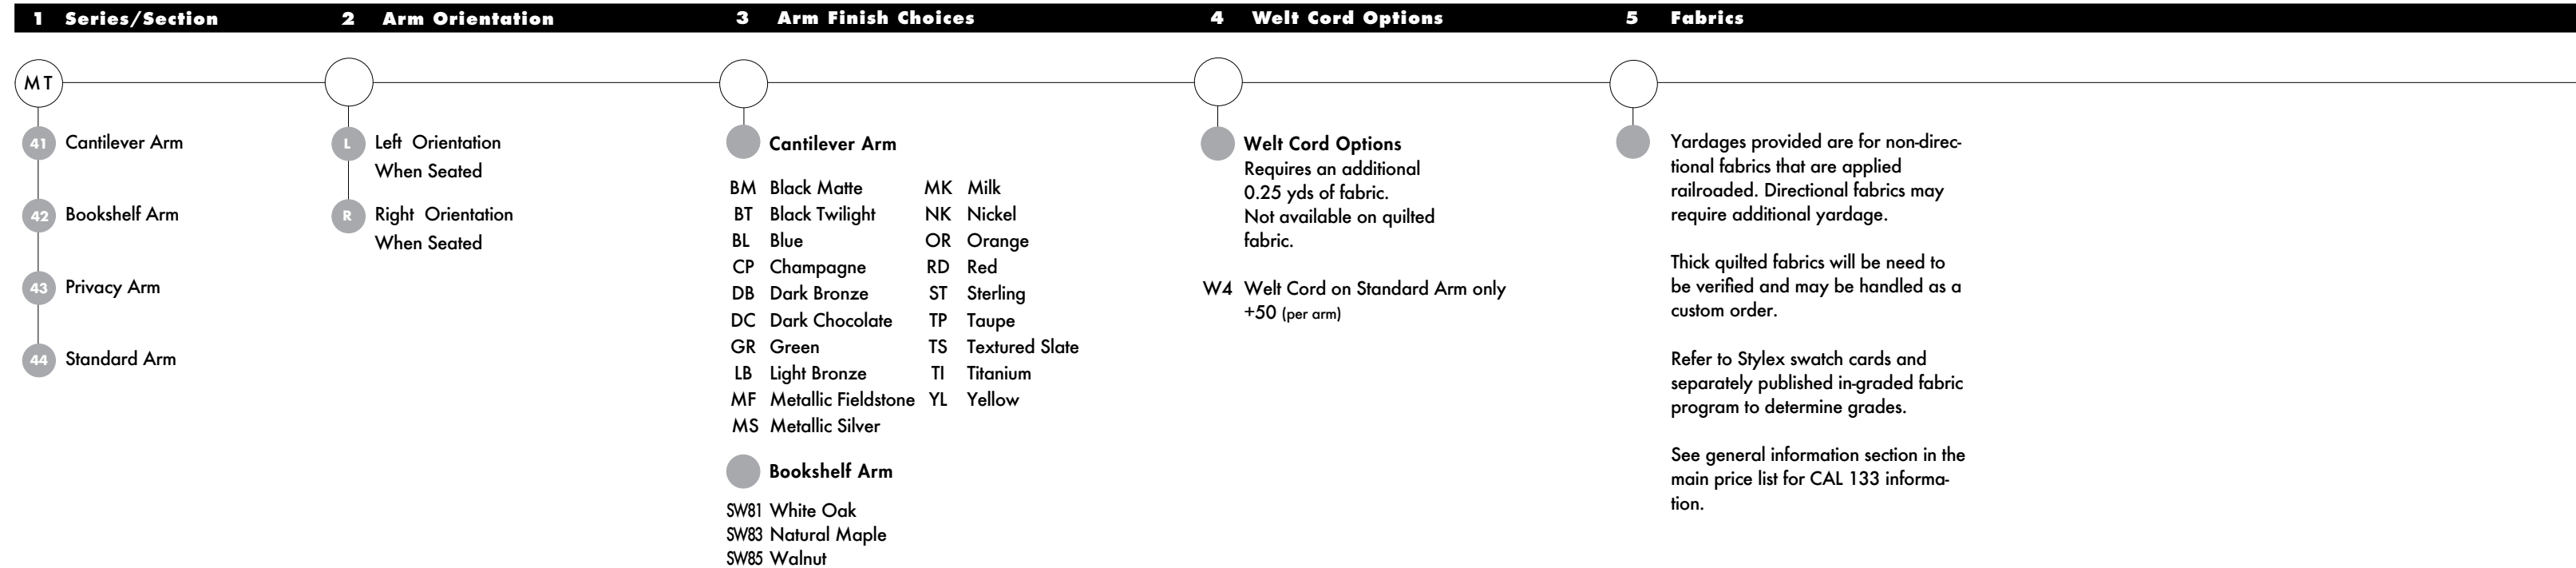 1 Series/Section
2 Arm Orientation
3 Arm Finish Choices
4 Welt Cord Options
5 Fabrics
MT
41 Cantilever Arm
42 Bookshelf Arm
43 Privacy Arm
44 Standard Arm
L Left Orientation
When Seated
R Right Orientation
When Seated
Cantilever Arm
BM Black Matte
BT Black Twilight
BL Blue
CP Champagne
DB Dark Bronze
DC Dark Chocolate
GR Green
LB Light Bronze
MF Metallic Fieldstone
MS Metallic Silver
MK Milk
NK Nickel
OR Orange
RD Red
ST Sterling
TP Taupe
TS Textured Slate
TI Titanium
YL Yellow
Bookshelf Arm
SW81 White Oak
SW83 Natural Maple
SW85 Walnut
Welt Cord Options
Requires an additional
0.25 yds of fabric.
Not available on quilted
fabric.
W4 Welt Cord on Standard Arm only
+50 (per arm)
Yardages provided are for non-direc-
tional fabrics that are applied
railroaded. Directional fabrics may
require additional yardage.
Thick quilted fabrics will be need to
be verified and may be handled as a
custom order.
Refer to Stylex swatch cards and
separately published in-graded fabric
program to determine grades.
See general information section in the
main price list for CAL 133 informa-
tion.